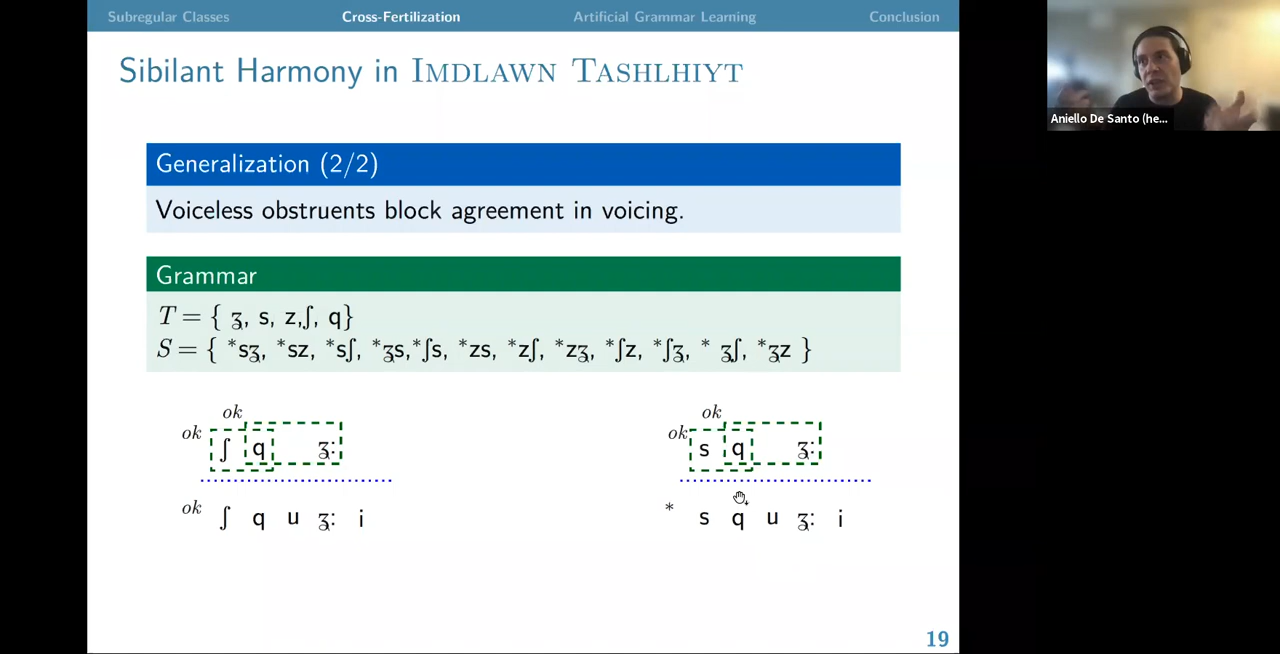 Subregular Classes Cross-Fertilization Artificial Grammar Learning Conclusion
Sibilant Harmony in IMDLAWN TASHLHIYT
Aniello De Santo (he...
Generalization (2/2)
Voiceless obstruents block agreement in voicing.
Grammar
T = { ʒ, s, z,ʃ, q}
S = { *sʒ, *sz, *sʃ, *ʒs,*ʃs, *zs, *zʃ, *zʒ, *ʃz, *ʃʒ, * ʒʃ, *ʒz }
ok
ok ʃ q ʒ:
ok ʃ q u ʒ: i
ok
ok s q ʒ:
* s q u ʒ: i
19